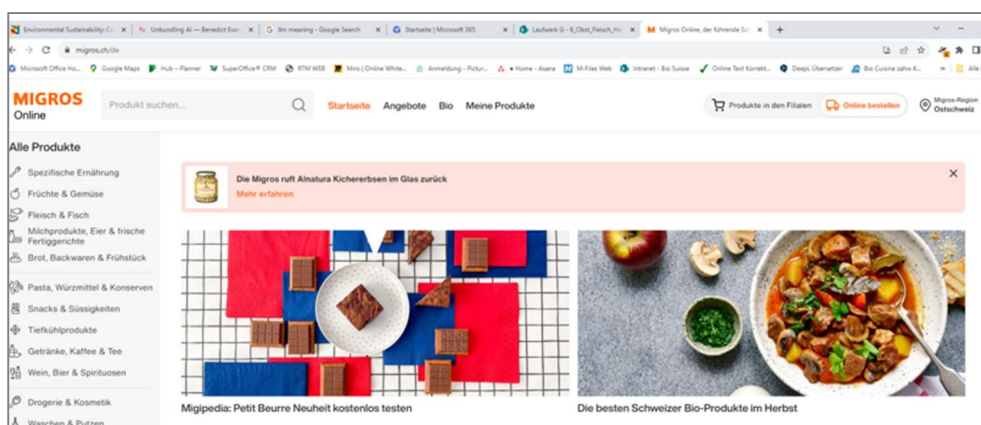 Environmental Sustainability: Co
Unbundling AI — Benedict Evan
llm meaning - Google Search
Startseite | Microsoft 365
Laufwerk G - 6_Obst_Fleisch_Ho
Migros Online, der führende Sch
migros.ch/de
Microsoft Office Ho...
Google Maps
Hub – Planner
SuperOffice® CRM
RTM WEB
Miro | Online White...
Anmeldung - Pictur...
Home - Asana
M-Files Web
Intranet - Bio Suisse
Online Text Korrekt...
DeepL Übersetzer
Bio Cuisine zahw K...
Alle
MIGROS
Online
Produkt suchen...
Startseite
Angebote
Bio
Meine Produkte
Produkte in den Filialen
Online bestellen
Migros-Region
Ostschweiz
Alle Produkte
Spezifische Ernährung
Früchte & Gemüse
Fleisch & Fisch
Milchprodukte, Eier & frische
Fertiggerichte
Brot, Backwaren & Frühstück
Pasta, Würzmittel & Konserven
Snacks & Süssigkeiten
Tiefkühlprodukte
Getränke, Kaffee & Tee
Wein, Bier & Spirituosen
Drogerie & Kosmetik
Waschen & Putzen
Die Migros ruft Alnatura Kichererbsen im Glas zurück
Mehr erfahren
Migipedia: Petit Beurre Neuheit kostenlos testen
Die besten Schweizer Bio-Produkte im Herbst